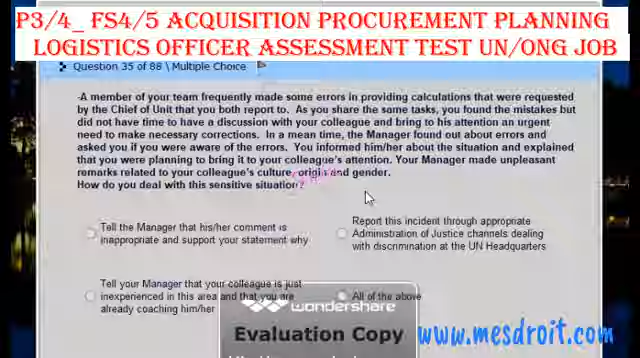 P3/4_ FS4/5 ACQUISITION PROCUREMENT PLANNING
LOGISTICS OFFICER ASSESSMENT TEST UN/ONG JOB
Question 35 of 88 \ Multiple Choice
-A member of your team frequently made some errors in providing calculations that were requested
by the Chief of Unit that you both report to. As you share the same tasks, you found the mistakes but
did not have time to have a discussion with your colleague and bring to his attention an urgent
need to make necessary corrections. In a mean time, the Manager found out about errors and
asked you if you were aware of the errors. You informed him/her about the situation and explained
that you were planning to bring it to your colleague's attention. Your Manager made unpleasant
remarks related to your colleague's culture, origin and gender.
How do you deal with this sensitive situation?
Tell the Manager that his/her comment is
inappropriate and support your statement why
Report this incident through appropriate
Administration of Justice channels dealing
with discrimination at the UN Headquarters
Tell your Manager that your colleague is just
inexperienced in this area and that you are
already coaching him/her
All of the above
wondershare
Evaluation Copy
www.mesdroit.com